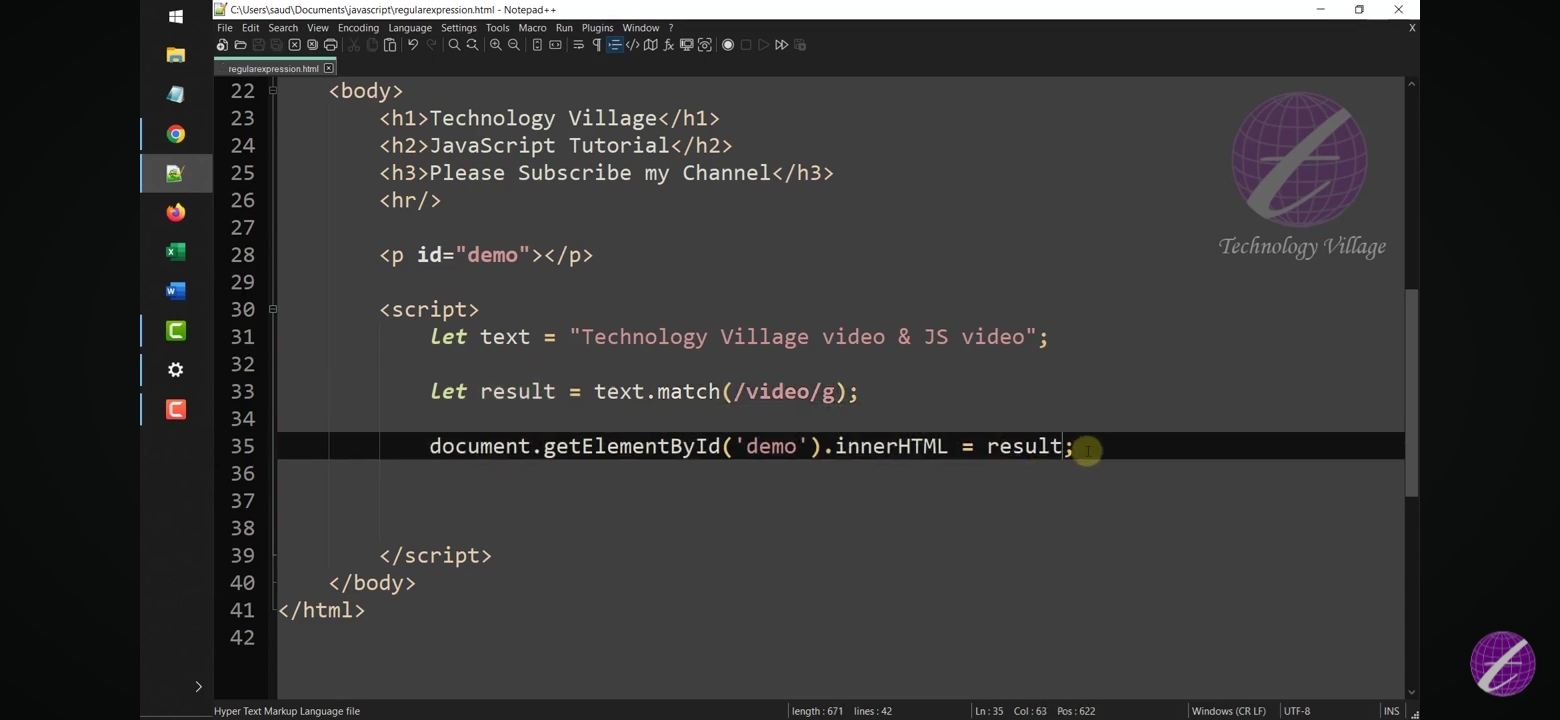 C:\Users\saud\Documents\javascript\regularexpression.html - Notepad++
File Edit Search View Encoding Language Settings Tools Macro Run Plugins Window ? X
regularexpression.html
22 <body>
23 <h1>Technology Village</h1>
24 <h2>JavaScript Tutorial</h2>
25 <h3>Please Subscribe my Channel</h3>
26 <hr/>
27
28 <p id="demo"></p>
29
30 <script>
31 let text = "Technology Village video & JS video";
32
33 let result = text.match(/video/g);
34
35 document.getElementById('demo').innerHTML = result;
36
37
38
39 </script>
40 </body>
41 </html>
42
Technology Village
Hyper Text Markup Language file length : 671 lines : 42 Ln : 35 Col : 63 Pos : 622 Windows (CR LF) UTF-8 INS